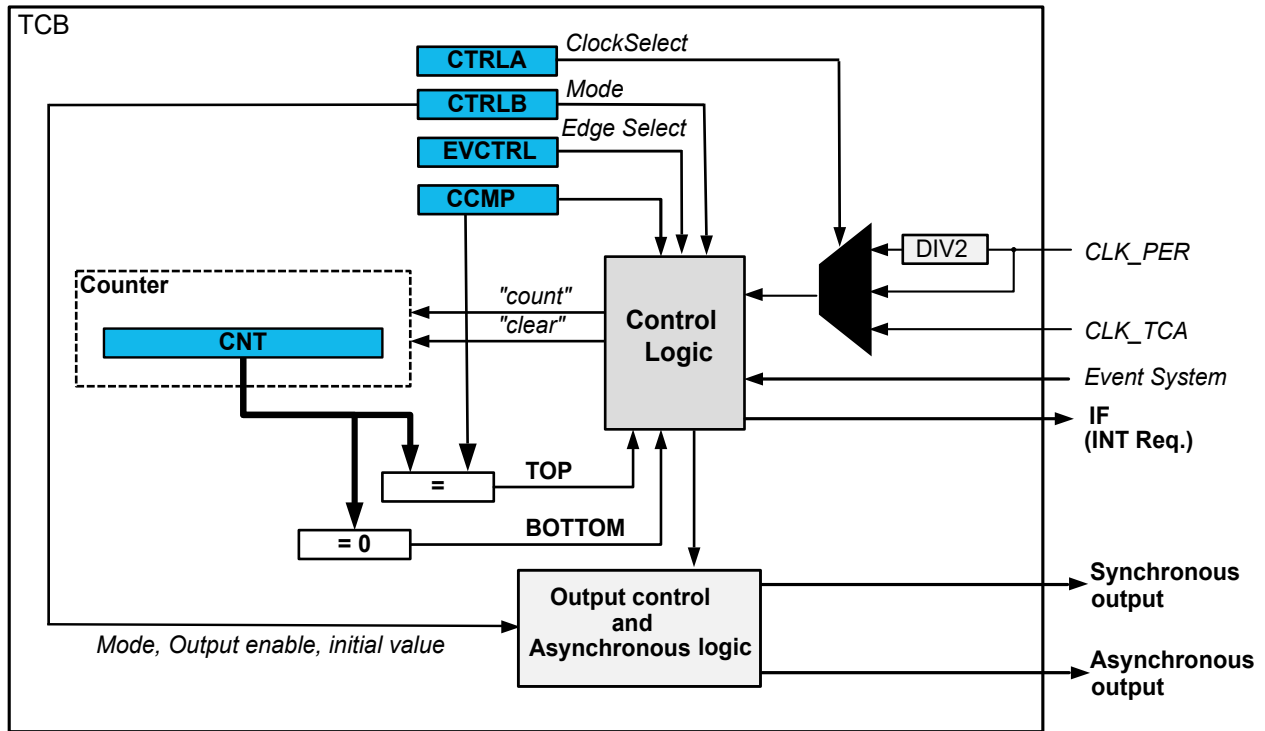 TCB
CTRLA
ClockSelect
CTRLB
Mode
EVCTRL
Edge Select
CCMP
DIV2
CLK_PER
Counter
"count"
CNT
"clear"
Control
Logic
CLK_TCA
Event System
IF
(INT Req.)
=
TOP
= 0
BOTTOM
Output control
and
Asynchronous logic
Synchronous
output
Mode, Output enable, initial value
Asynchronous
output